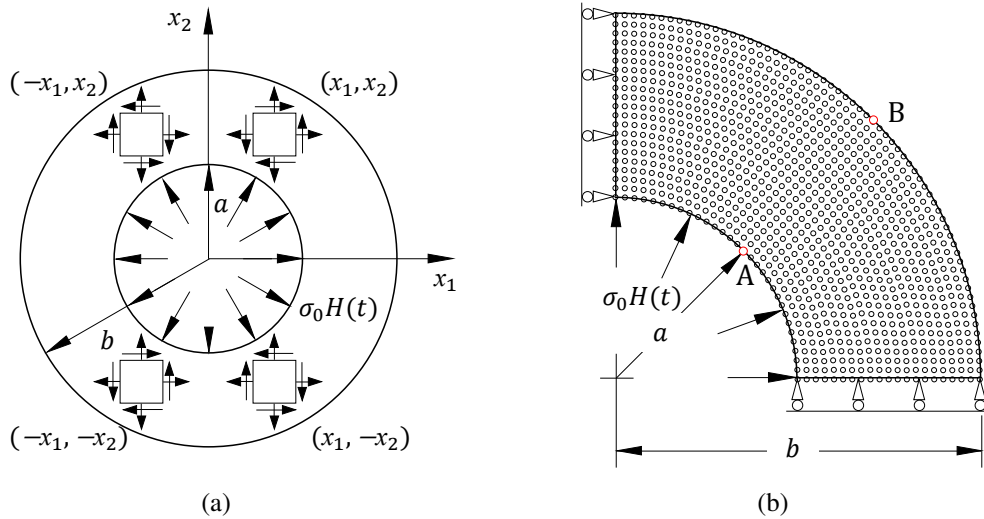 x₂
(−x₁, x₂)
(x₁, x₂)
a
x₁
σ₀H(t)
b
(−x₁, −x₂)
(x₁, −x₂)
(a)
B
A
σ₀H(t)
a
b
(b)